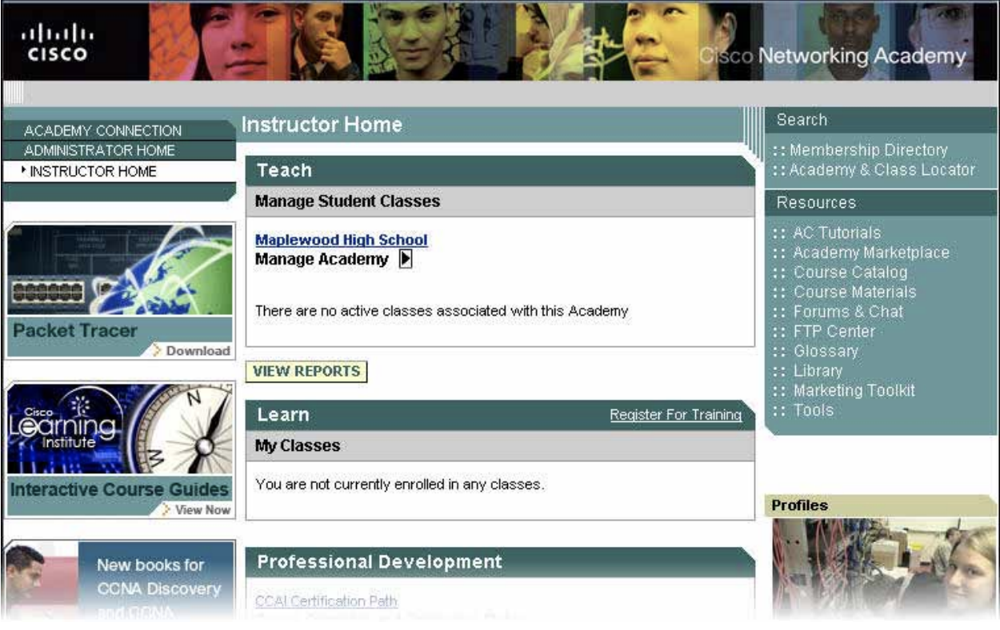 CISCO
Cisco Networking Academy
ACADEMY CONNECTION
ADMINISTRATOR HOME
INSTRUCTOR HOME
Packet Tracer
Download
Cisco
Learning
Institute
N
N
S
Interactive Course Guides
View Now
New books for
CCNA Discovery
and CCNA
Instructor Home
Teach
Manage Student Classes
Maplewood High School
Manage Academy
There are no active classes associated with this Academy
VIEW REPORTS
Learn
Register For Training
My Classes
You are not currently enrolled in any classes.
Professional Development
CCAI Certification Path
Search
:: Membership Directory
:: Academy & Class Locator
Resources
:: AC Tutorials
:: Academy Marketplace
:: Course Catalog
:: Course Materials
:: Forums & Chat
:: FTP Center
:: Glossary
:: Library
:: Marketing Toolkit
:: Tools
Profiles